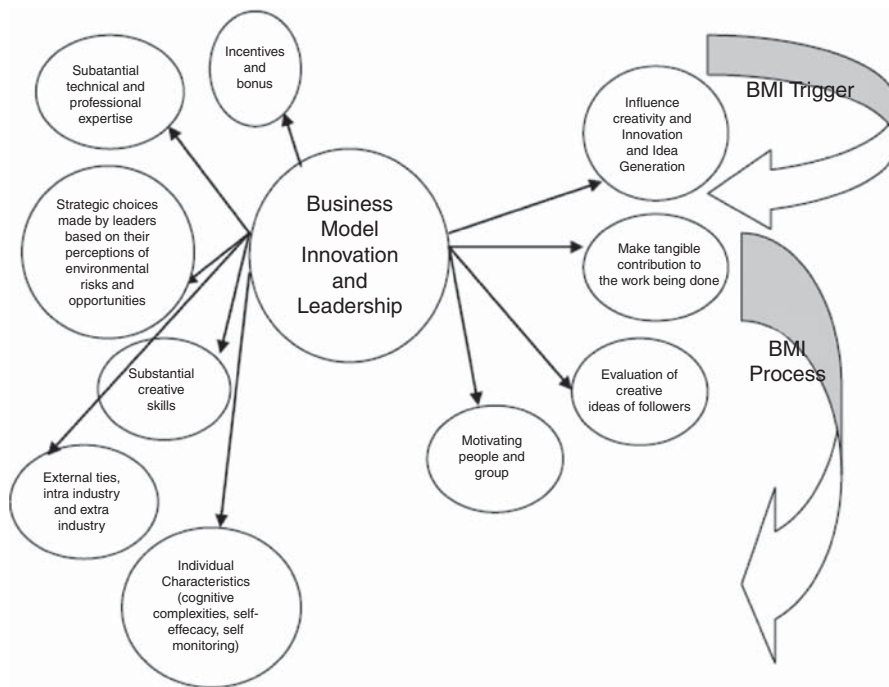 Incentives
and
bonus
Subatantial
technical and
professional
expertise
Influence
creativity and
Innovation
and Idea
Generation
BMI Trigger
Business
Model
Innovation
and
Leadership
Strategic choices
made by leaders
based on their
perceptions of
environmental
risks and
opportunities
Make tangible
contribution to
the work being done
BMI
Process
Substantial
creative
skills
Evaluation of
creative
ideas of followers
Motivating
people and
group
External ties,
intra industry
and extra
industry
Individual
Characteristics
(cognitive
complexities, self-
effecacy, self
monitoring)